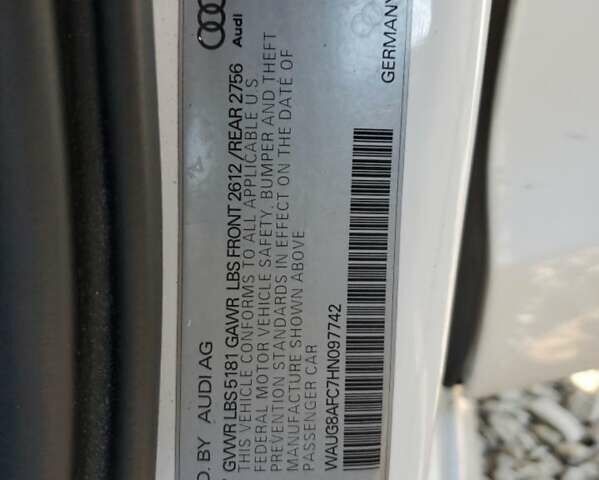 D. BY AUDI AG
Audi
GVWR LBS 5181 GAWR LBS FRONT 2612 / REAR 2756
THIS VEHICLE CONFORMS TO ALL APPLICABLE U S
FEDERAL MOTOR VEHICLE SAFETY, BUMPER AND THEFT
PREVENTION STANDARDS IN EFFECT ON THE DATE OF
MANUFACTURE SHOWN ABOVE
PASSENGER CAR
WAUG8AFC7HN097742
GERMANY